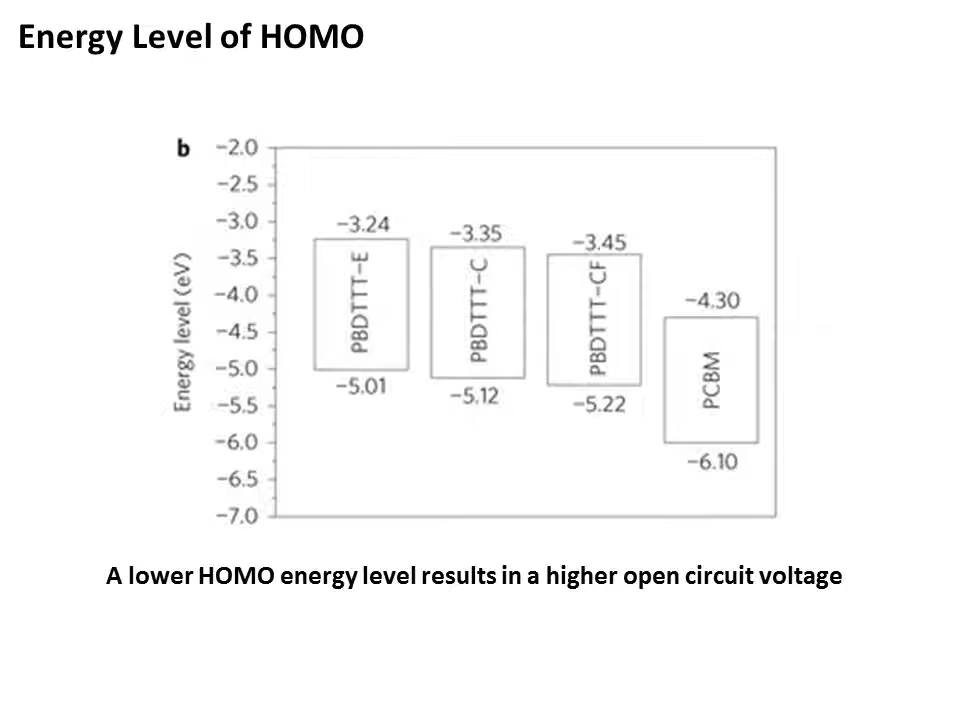 Energy Level of HOMO
b
−2.0
−2.5
−3.0
−3.5
−4.0
−4.5
−5.0
−5.5
−6.0
−6.5
−7.0
Energy level (eV)
−3.24
PBDTTT−E
−5.01
−3.35
PBDTTT−C
−5.12
−3.45
PBDTTT−CF
−5.22
−4.30
PCBM
−6.10
A lower HOMO energy level results in a higher open circuit voltage